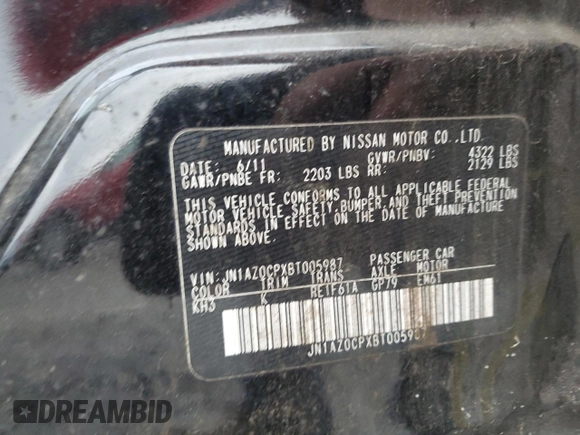 MANUFACTURED BY NISSAN MOTOR CO.,LTD.
DATE: 6/11 GVWR/PNBV: 4322 LBS
GAWR/PNBE FR: 2203 LBS RR: 2129 LBS
THIS VEHICLE CONFORMS TO ALL APPLICABLE FEDERAL
MOTOR VEHICLE SAFETY, BUMPER, AND THEFT PREVENTION
STANDARDS IN EFFECT ON THE DATE OF MANUFACTURE
SHOWN ABOVE.
VIN: JN1AZ0CPXBT005987 PASSENGER CAR
COLOR TRIM TRANS AXLE MOTOR
KH3 K RE1F61A GP79 EM61
JN1AZ0CPXBT0059
DREAMBID